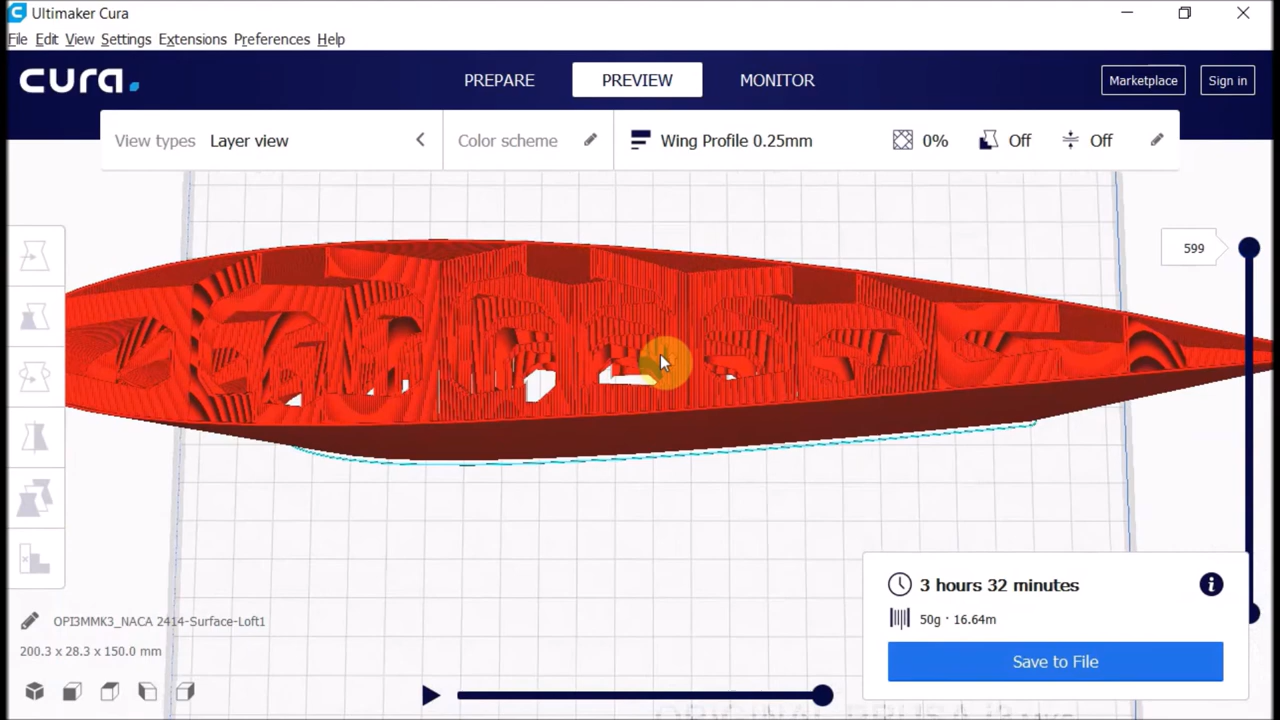 Ultimaker Cura
File Edit View Settings Extensions Preferences Help
cura. PREPARE PREVIEW MONITOR Marketplace Sign in
View types Layer view Color scheme Wing Profile 0.25mm 0% Off Off
599
3 hours 32 minutes
50g · 16.64m
Save to File
OPI3MMK3_NACA 2414-Surface-Loft1
200.3 x 28.3 x 150.0 mm